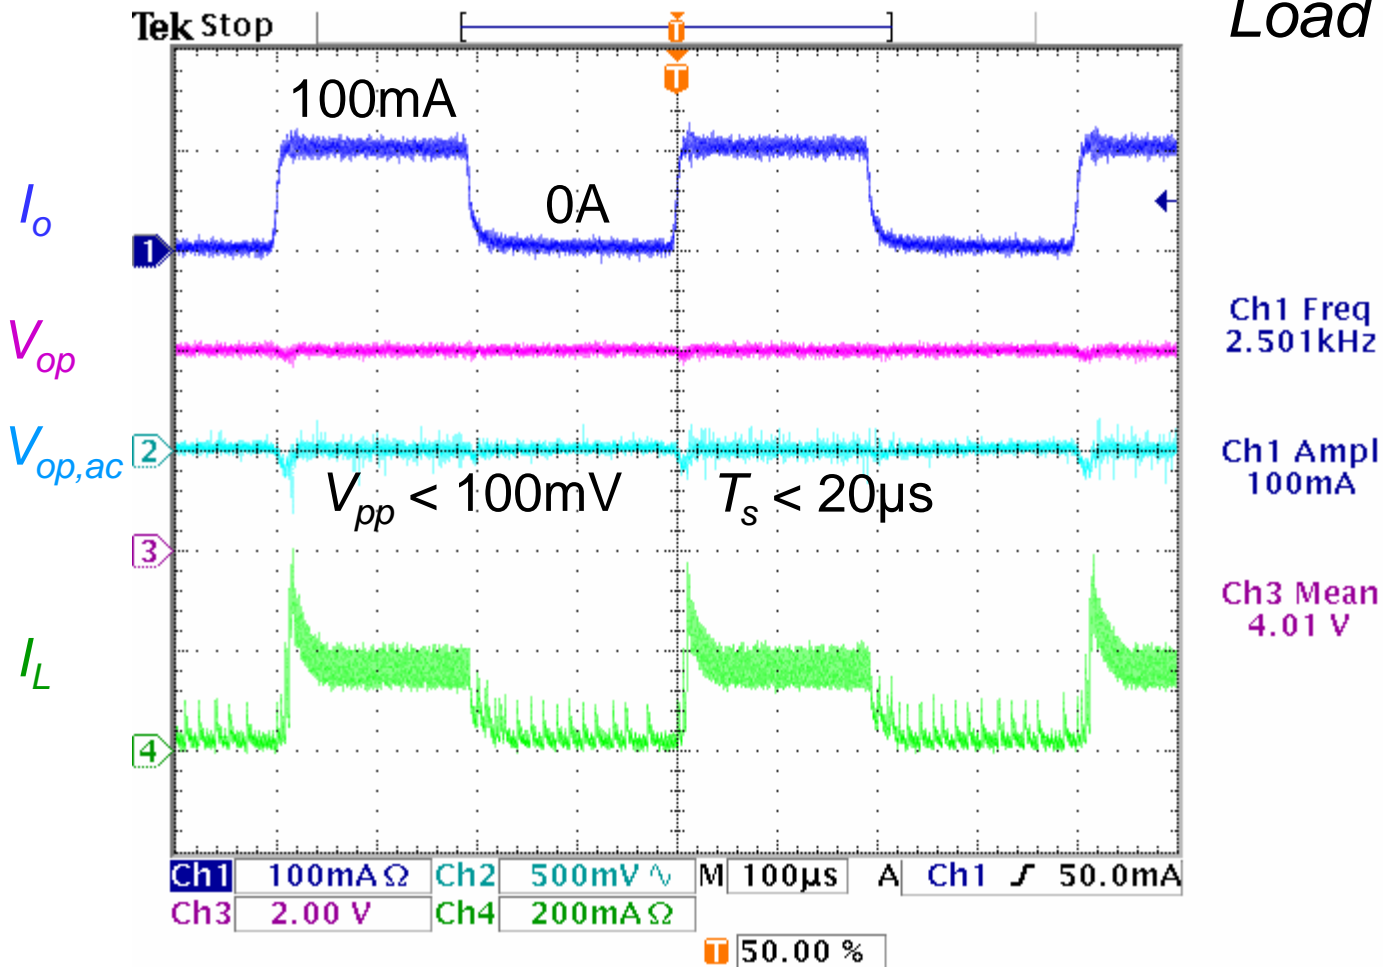 Load
Tek Stop
T
T
100mA
0A
Io
1
Vop
Ch1 Freq
2.501kHz
Vop,ac
2
Ch1 Ampl
100mA
Vpp < 100mV
Ts < 20µs
3
Ch3 Mean
4.01 V
IL
4
Ch1 100mAΩ Ch2 500mV∿ M 100µs A Ch1 ʃ 50.0mA
Ch3 2.00 V Ch4 200mAΩ
T 50.00 %